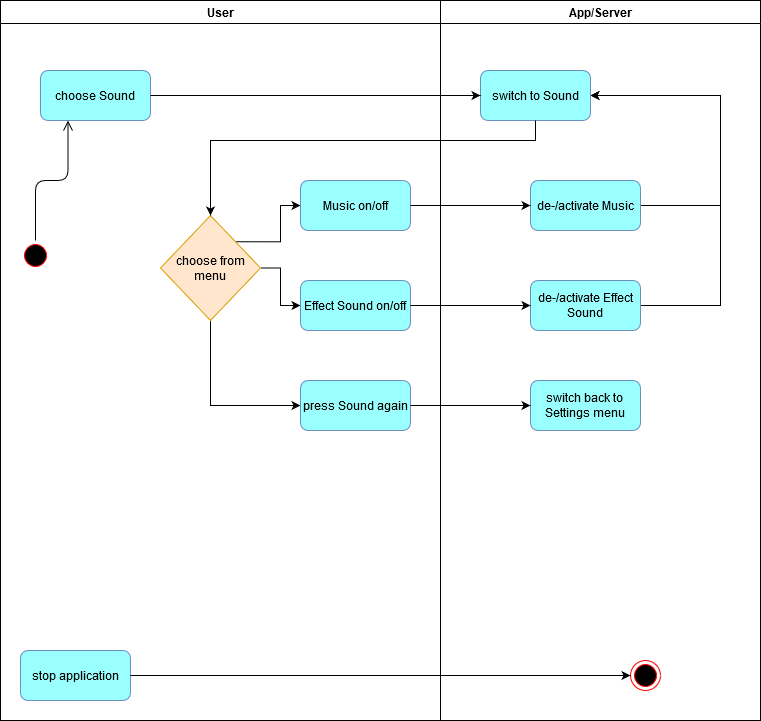 User
App/Server
choose Sound
switch to Sound
Music on/off
de-/activate Music
choose from
menu
Effect Sound on/off
de-/activate Effect
Sound
press Sound again
switch back to
Settings menu
stop application